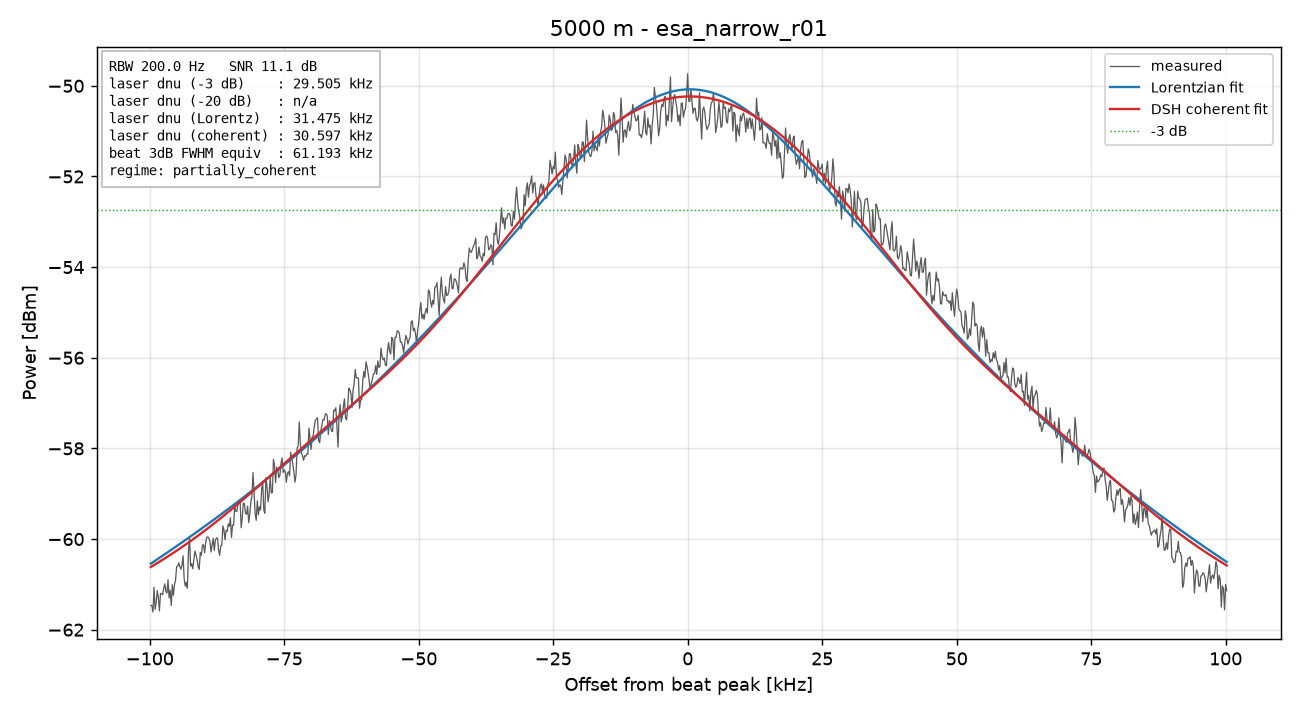 5000 m - esa_narrow_r01
RBW 200.0 Hz   SNR 11.1 dB
laser dnu (-3 dB)    : 29.505 kHz
laser dnu (-20 dB)   : n/a
laser dnu (Lorentz)  : 31.475 kHz
laser dnu (coherent) : 30.597 kHz
beat 3dB FWHM equiv  : 61.193 kHz
regime: partially_coherent
measured
Lorentzian fit
DSH coherent fit
-3 dB
Power [dBm]
−50
−52
−54
−56
−58
−60
−62
−100
−75
−50
−25
0
25
50
75
100
Offset from beat peak [kHz]